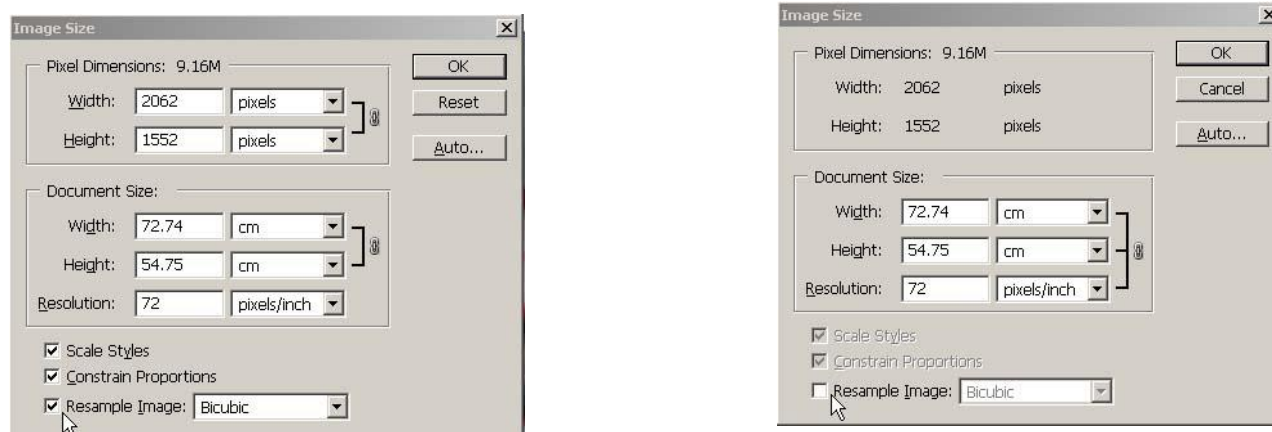 Image Size
Pixel Dimensions: 9.16M
Width: 2062 pixels
Height: 1552 pixels
OK
Reset
Auto...
Document Size:
Width: 72.74 cm
Height: 54.75 cm
Resolution: 72 pixels/inch
Scale Styles
Constrain Proportions
Resample Image: Bicubic
Image Size
Pixel Dimensions: 9.16M
Width: 2062 pixels
Height: 1552 pixels
OK
Cancel
Auto...
Document Size:
Width: 72.74 cm
Height: 54.75 cm
Resolution: 72 pixels/inch
Scale Styles
Constrain Proportions
Resample Image: Bicubic